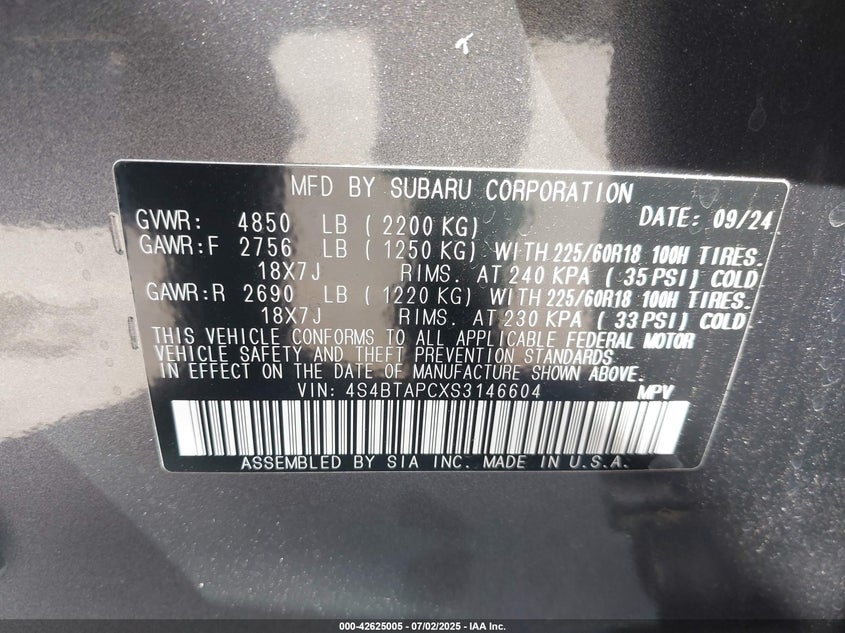 MFD BY SUBARU CORPORATION
GVWR: 4850 LB ( 2200 KG) DATE: 09/24
GAWR:F 2756 LB ( 1250 KG) WITH 225/60R18 100H TIRES.
18X7J RIMS. AT 240 KPA ( 35 PSI) COLD
GAWR:R 2690 LB ( 1220 KG) WITH 225/60R18 100H TIRES.
18X7J RIMS. AT 230 KPA ( 33 PSI) COLD
THIS VEHICLE CONFORMS TO ALL APPLICABLE FEDERAL MOTOR
VEHICLE SAFETY AND THEFT PREVENTION STANDARDS
IN EFFECT ON THE DATE OF MANUFACTURE SHOWN ABOVE.
VIN: 4S4BTAPCXS3146604 MPV
ASSEMBLED BY SIA INC. MADE IN U.S.A.
000-42625005 - 07/02/2025 - IAA Inc.